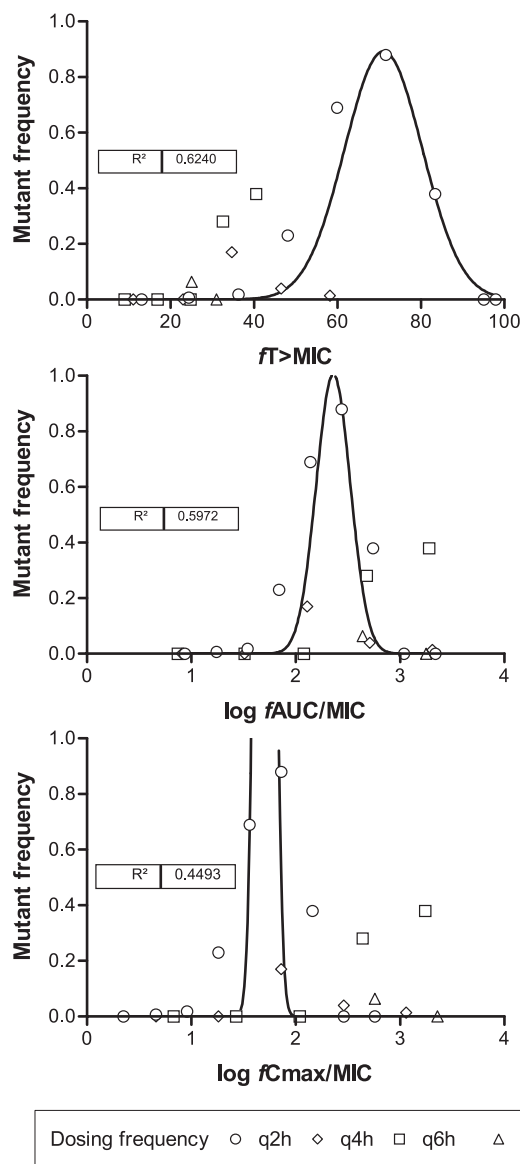 1.0
0.8
0.6
0.4
0.2
0.0
Mutant frequency
R² 0.6240
0 20 40 60 80 100
fT>MIC
1.0
0.8
0.6
0.4
0.2
0.0
Mutant frequency
R² 0.5972
0 1 2 3 4
log fAUC/MIC
1.0
0.8
0.6
0.4
0.2
0.0
Mutant frequency
R² 0.4493
0 1 2 3 4
log fCmax/MIC
Dosing frequency q2h q4h q6h